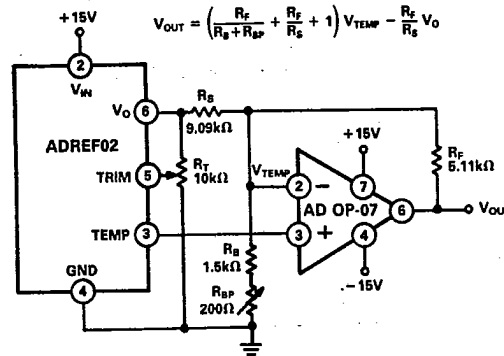 V_OUT = (R_F / (R_B + R_BP) + R_F / R_S + 1) V_TEMP – R_F / R_S V_O
+15V
2
V_IN
V_O
6
R_S
9.09kΩ
ADREF02
TRIM
5
R_T
10kΩ
TEMP
3
GND
4
V_TEMP
2
–
3
+
+15V
7
AD OP-07
6
4
–15V
R_F
5.11kΩ
V_OUT
R_B
1.5kΩ
R_BP
200Ω